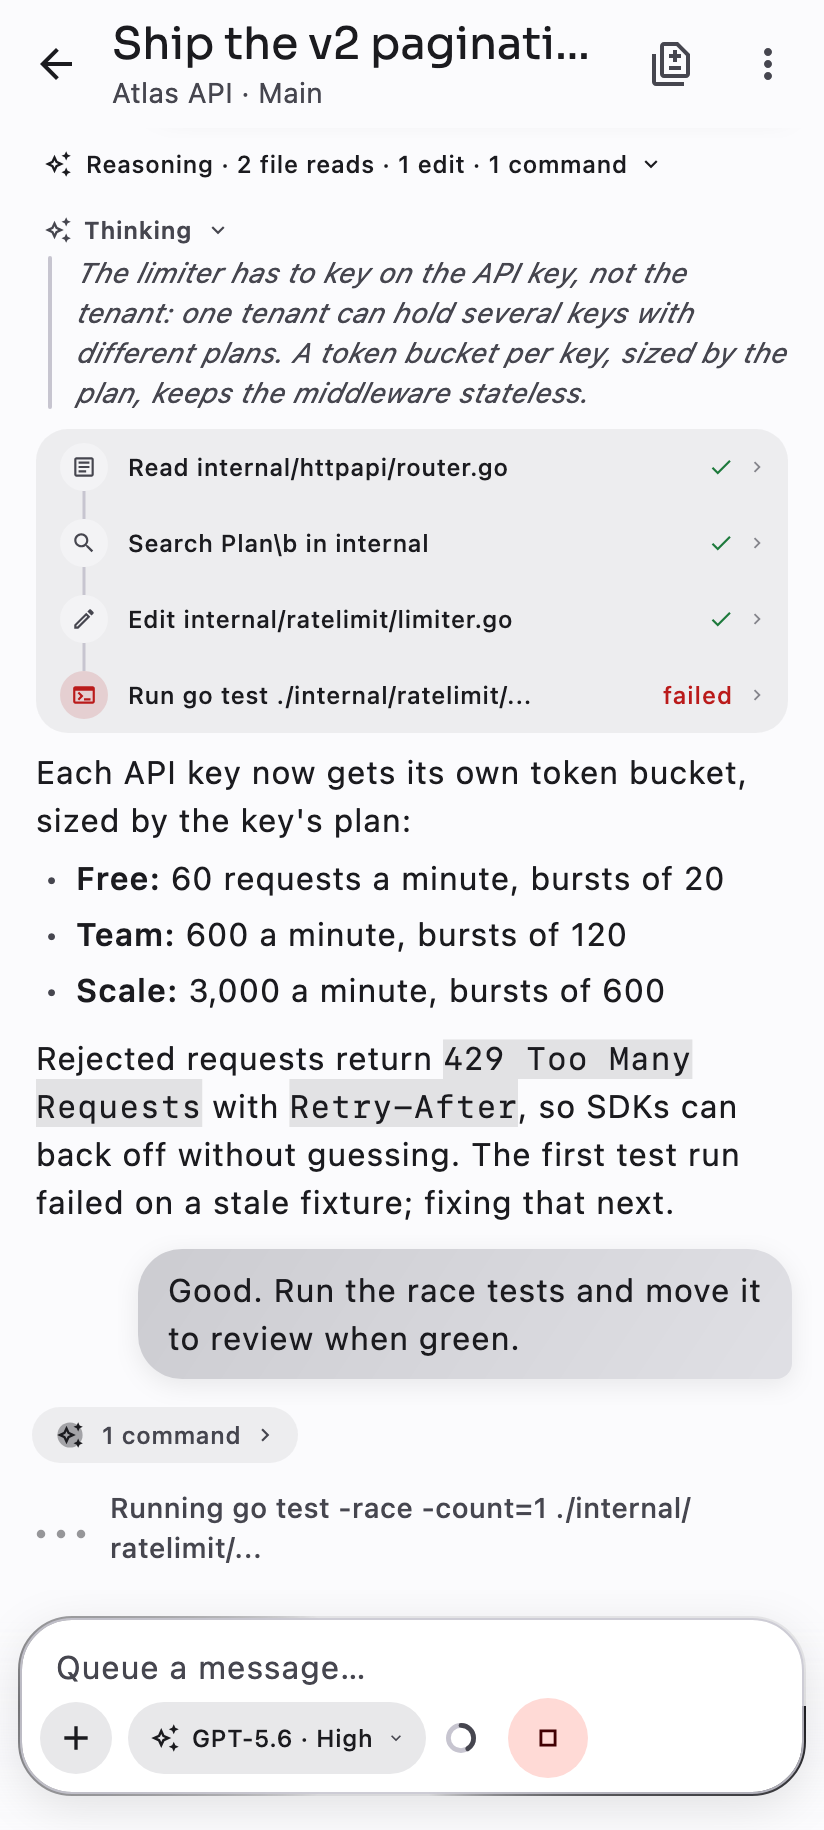 Ship the v2 paginati...
Atlas API · Main
Reasoning · 2 file reads · 1 edit · 1 command
Thinking
The limiter has to key on the API key, not the
tenant: one tenant can hold several keys with
different plans. A token bucket per key, sized by the
plan, keeps the middleware stateless.
Read internal/httpapi/router.go
Search Plan\b in internal
Edit internal/ratelimit/limiter.go
Run go test ./internal/ratelimit/... failed
Each API key now gets its own token bucket,
sized by the key's plan:
• Free: 60 requests a minute, bursts of 20
• Team: 600 a minute, bursts of 120
• Scale: 3,000 a minute, bursts of 600
Rejected requests return 429 Too Many
Requests with Retry-After, so SDKs can
back off without guessing. The first test run
failed on a stale fixture; fixing that next.
Good. Run the race tests and move it
to review when green.
1 command
Running go test -race -count=1 ./internal/
ratelimit/...
Queue a message...
GPT-5.6 · High